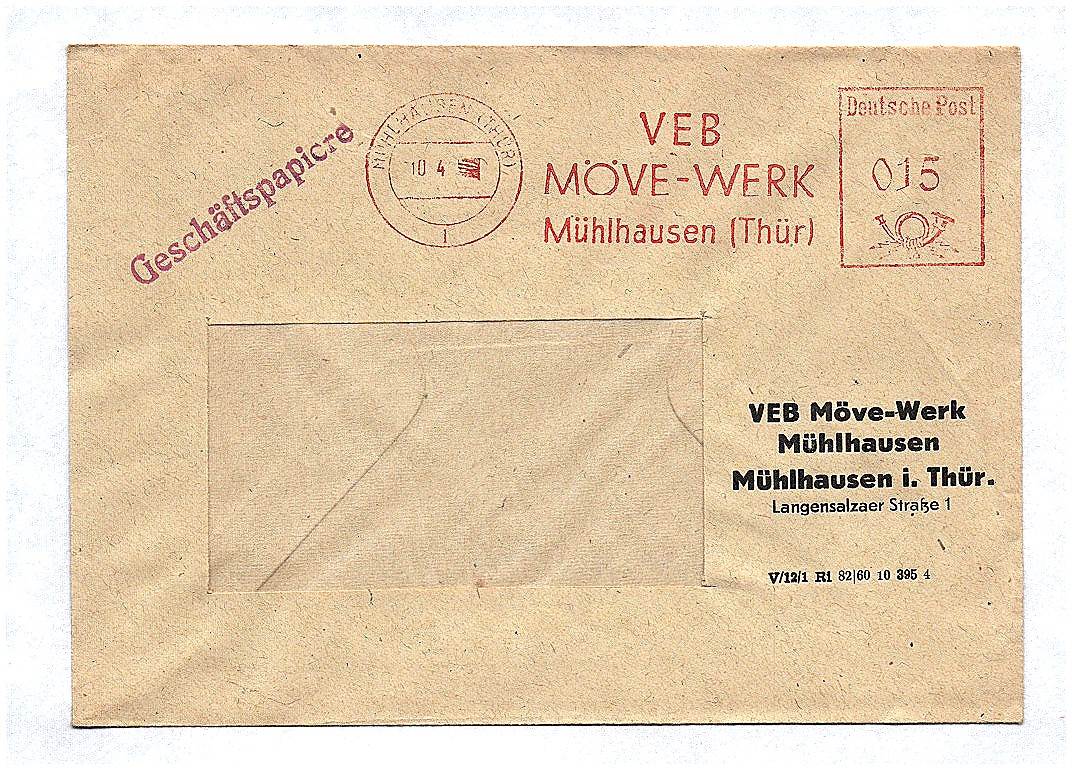 Geschäftspapiere
MÜHLHAUSEN (THÜR)
10 4
1
VEB
MÖVE-WERK
Mühlhausen (Thür)
Deutsche Post
015
VEB Möve-Werk
Mühlhausen
Mühlhausen i. Thür.
Langensalzaer Straße 1
V/12/1 Ri 82|60 10 395 4